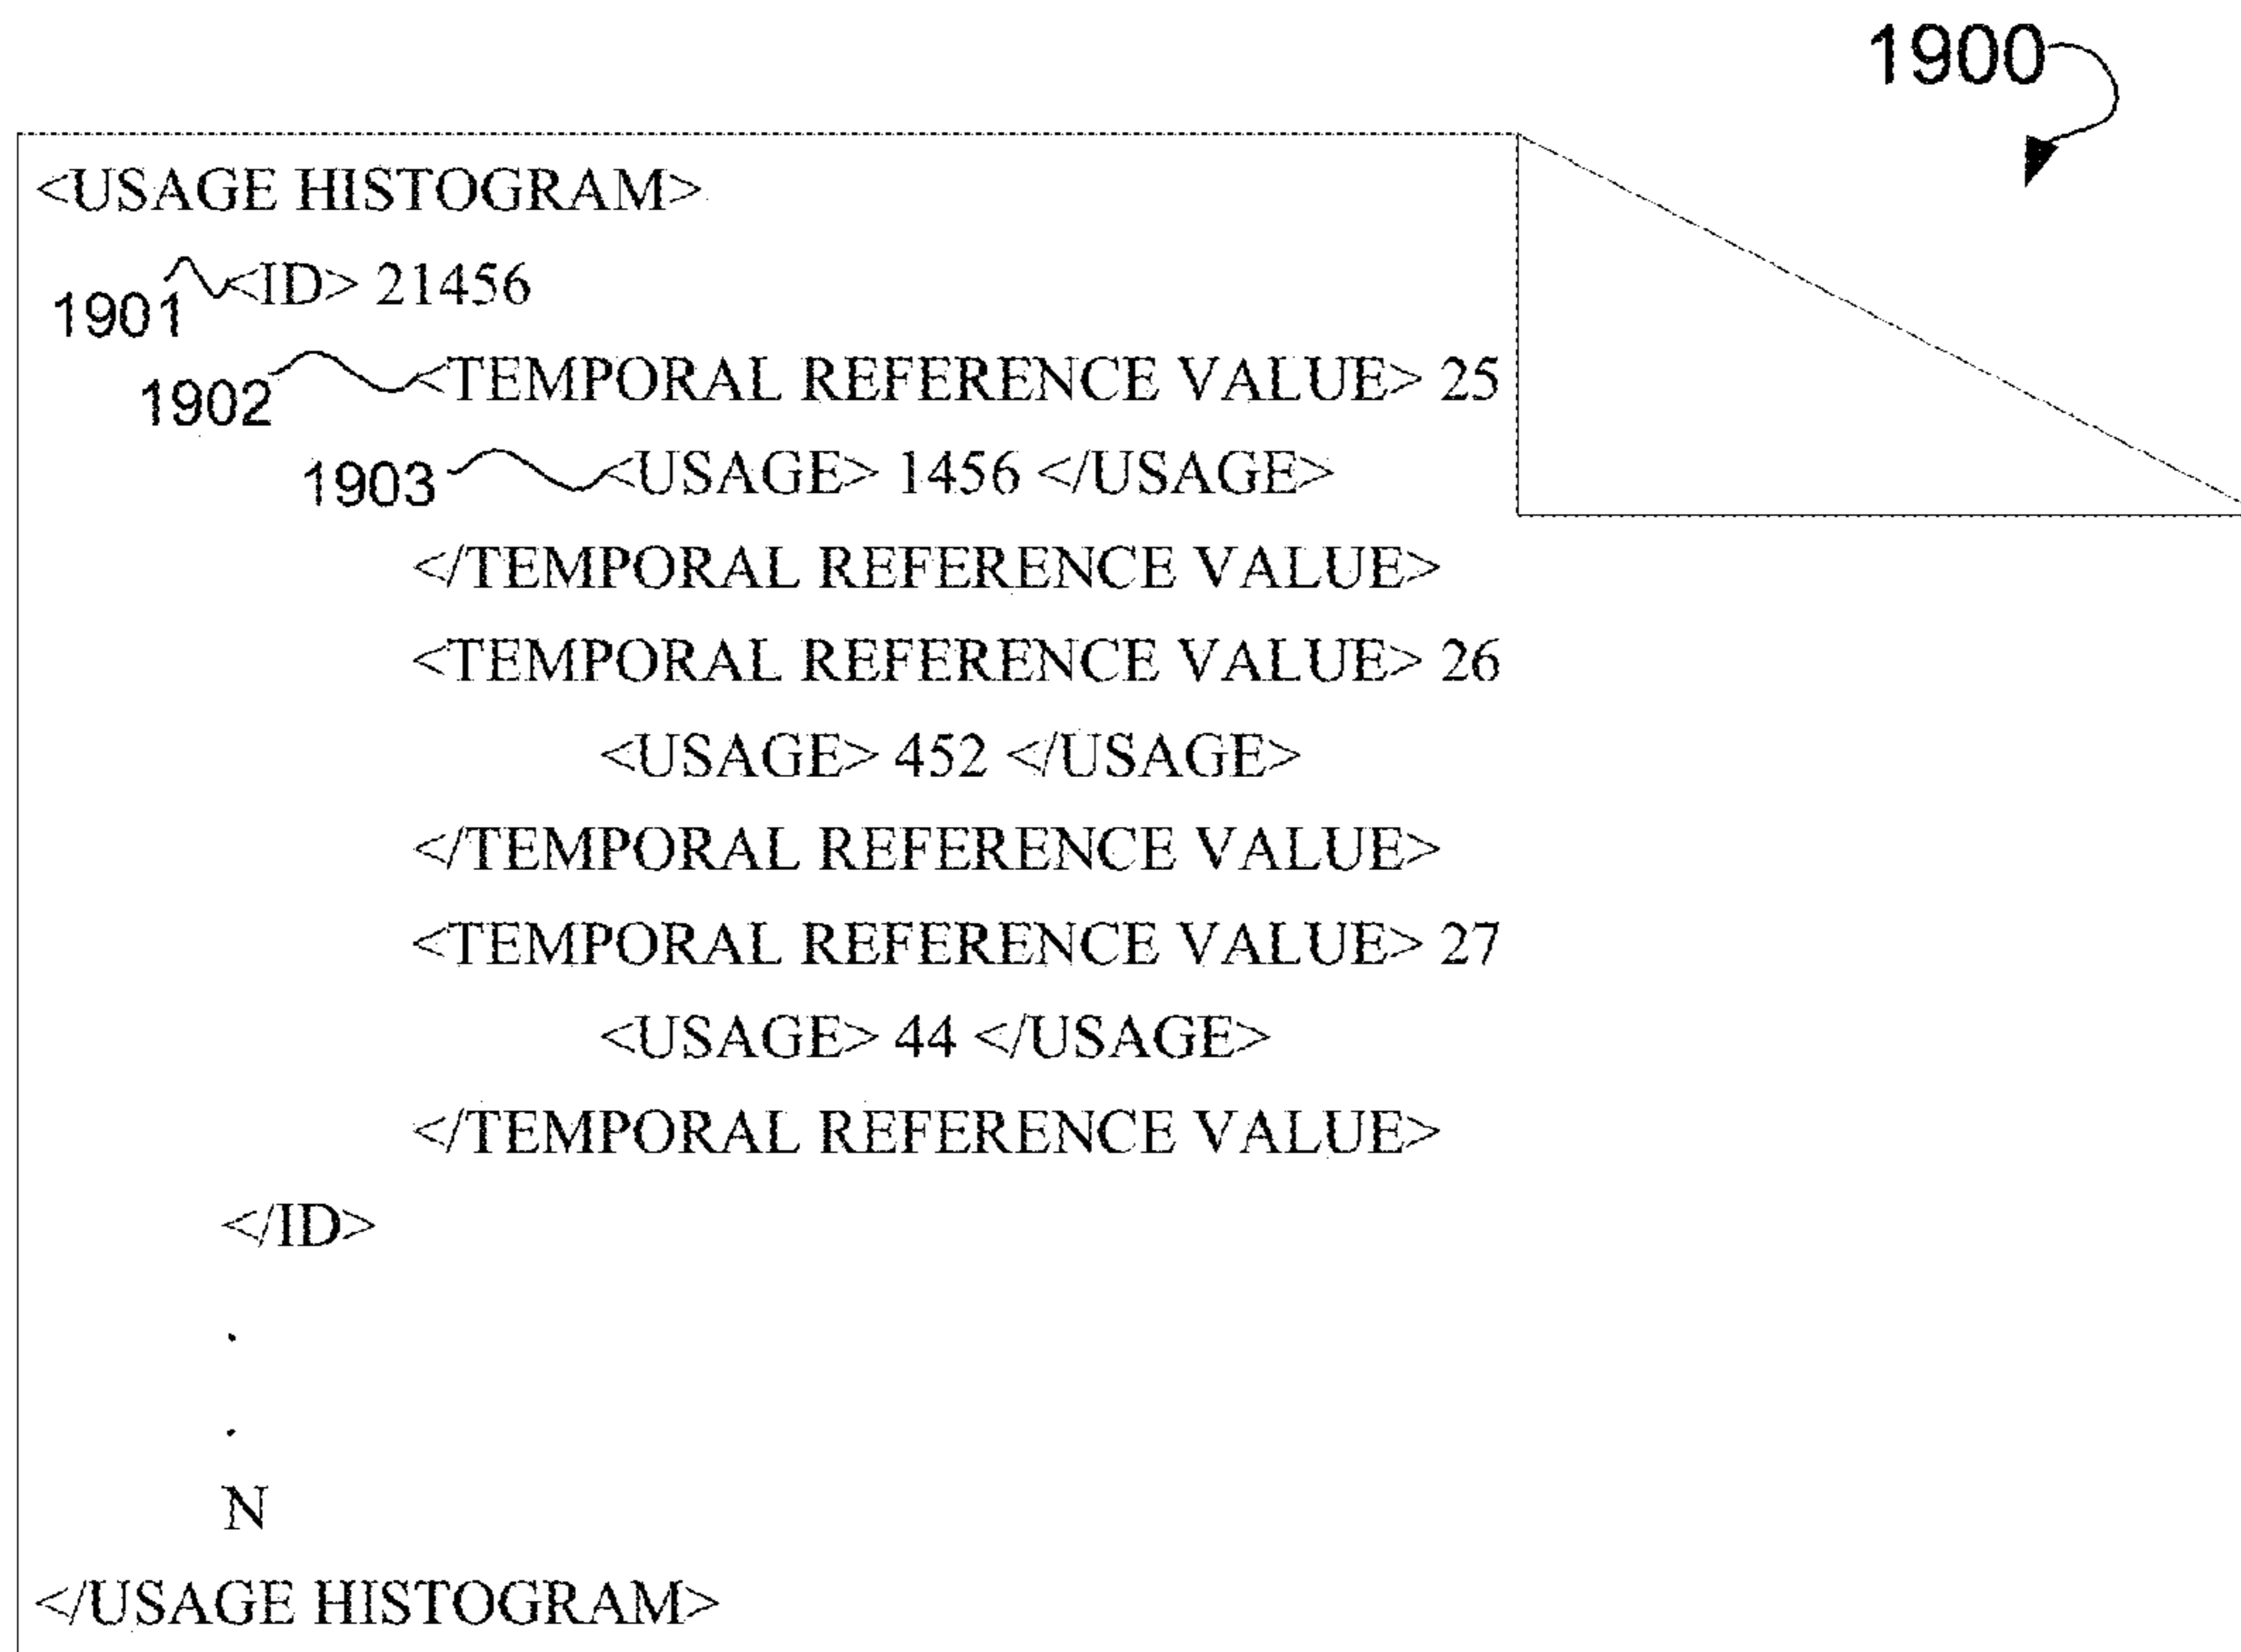 1900
<USAGE HISTOGRAM>
1901 <ID> 21456
1902 <TEMPORAL REFERENCE VALUE> 25
1903 <USAGE> 1456 </USAGE>
</TEMPORAL REFERENCE VALUE>
<TEMPORAL REFERENCE VALUE> 26
<USAGE> 452 </USAGE>
</TEMPORAL REFERENCE VALUE>
<TEMPORAL REFERENCE VALUE> 27
<USAGE> 44 </USAGE>
</TEMPORAL REFERENCE VALUE>
</ID>
.
.
N
</USAGE HISTOGRAM>